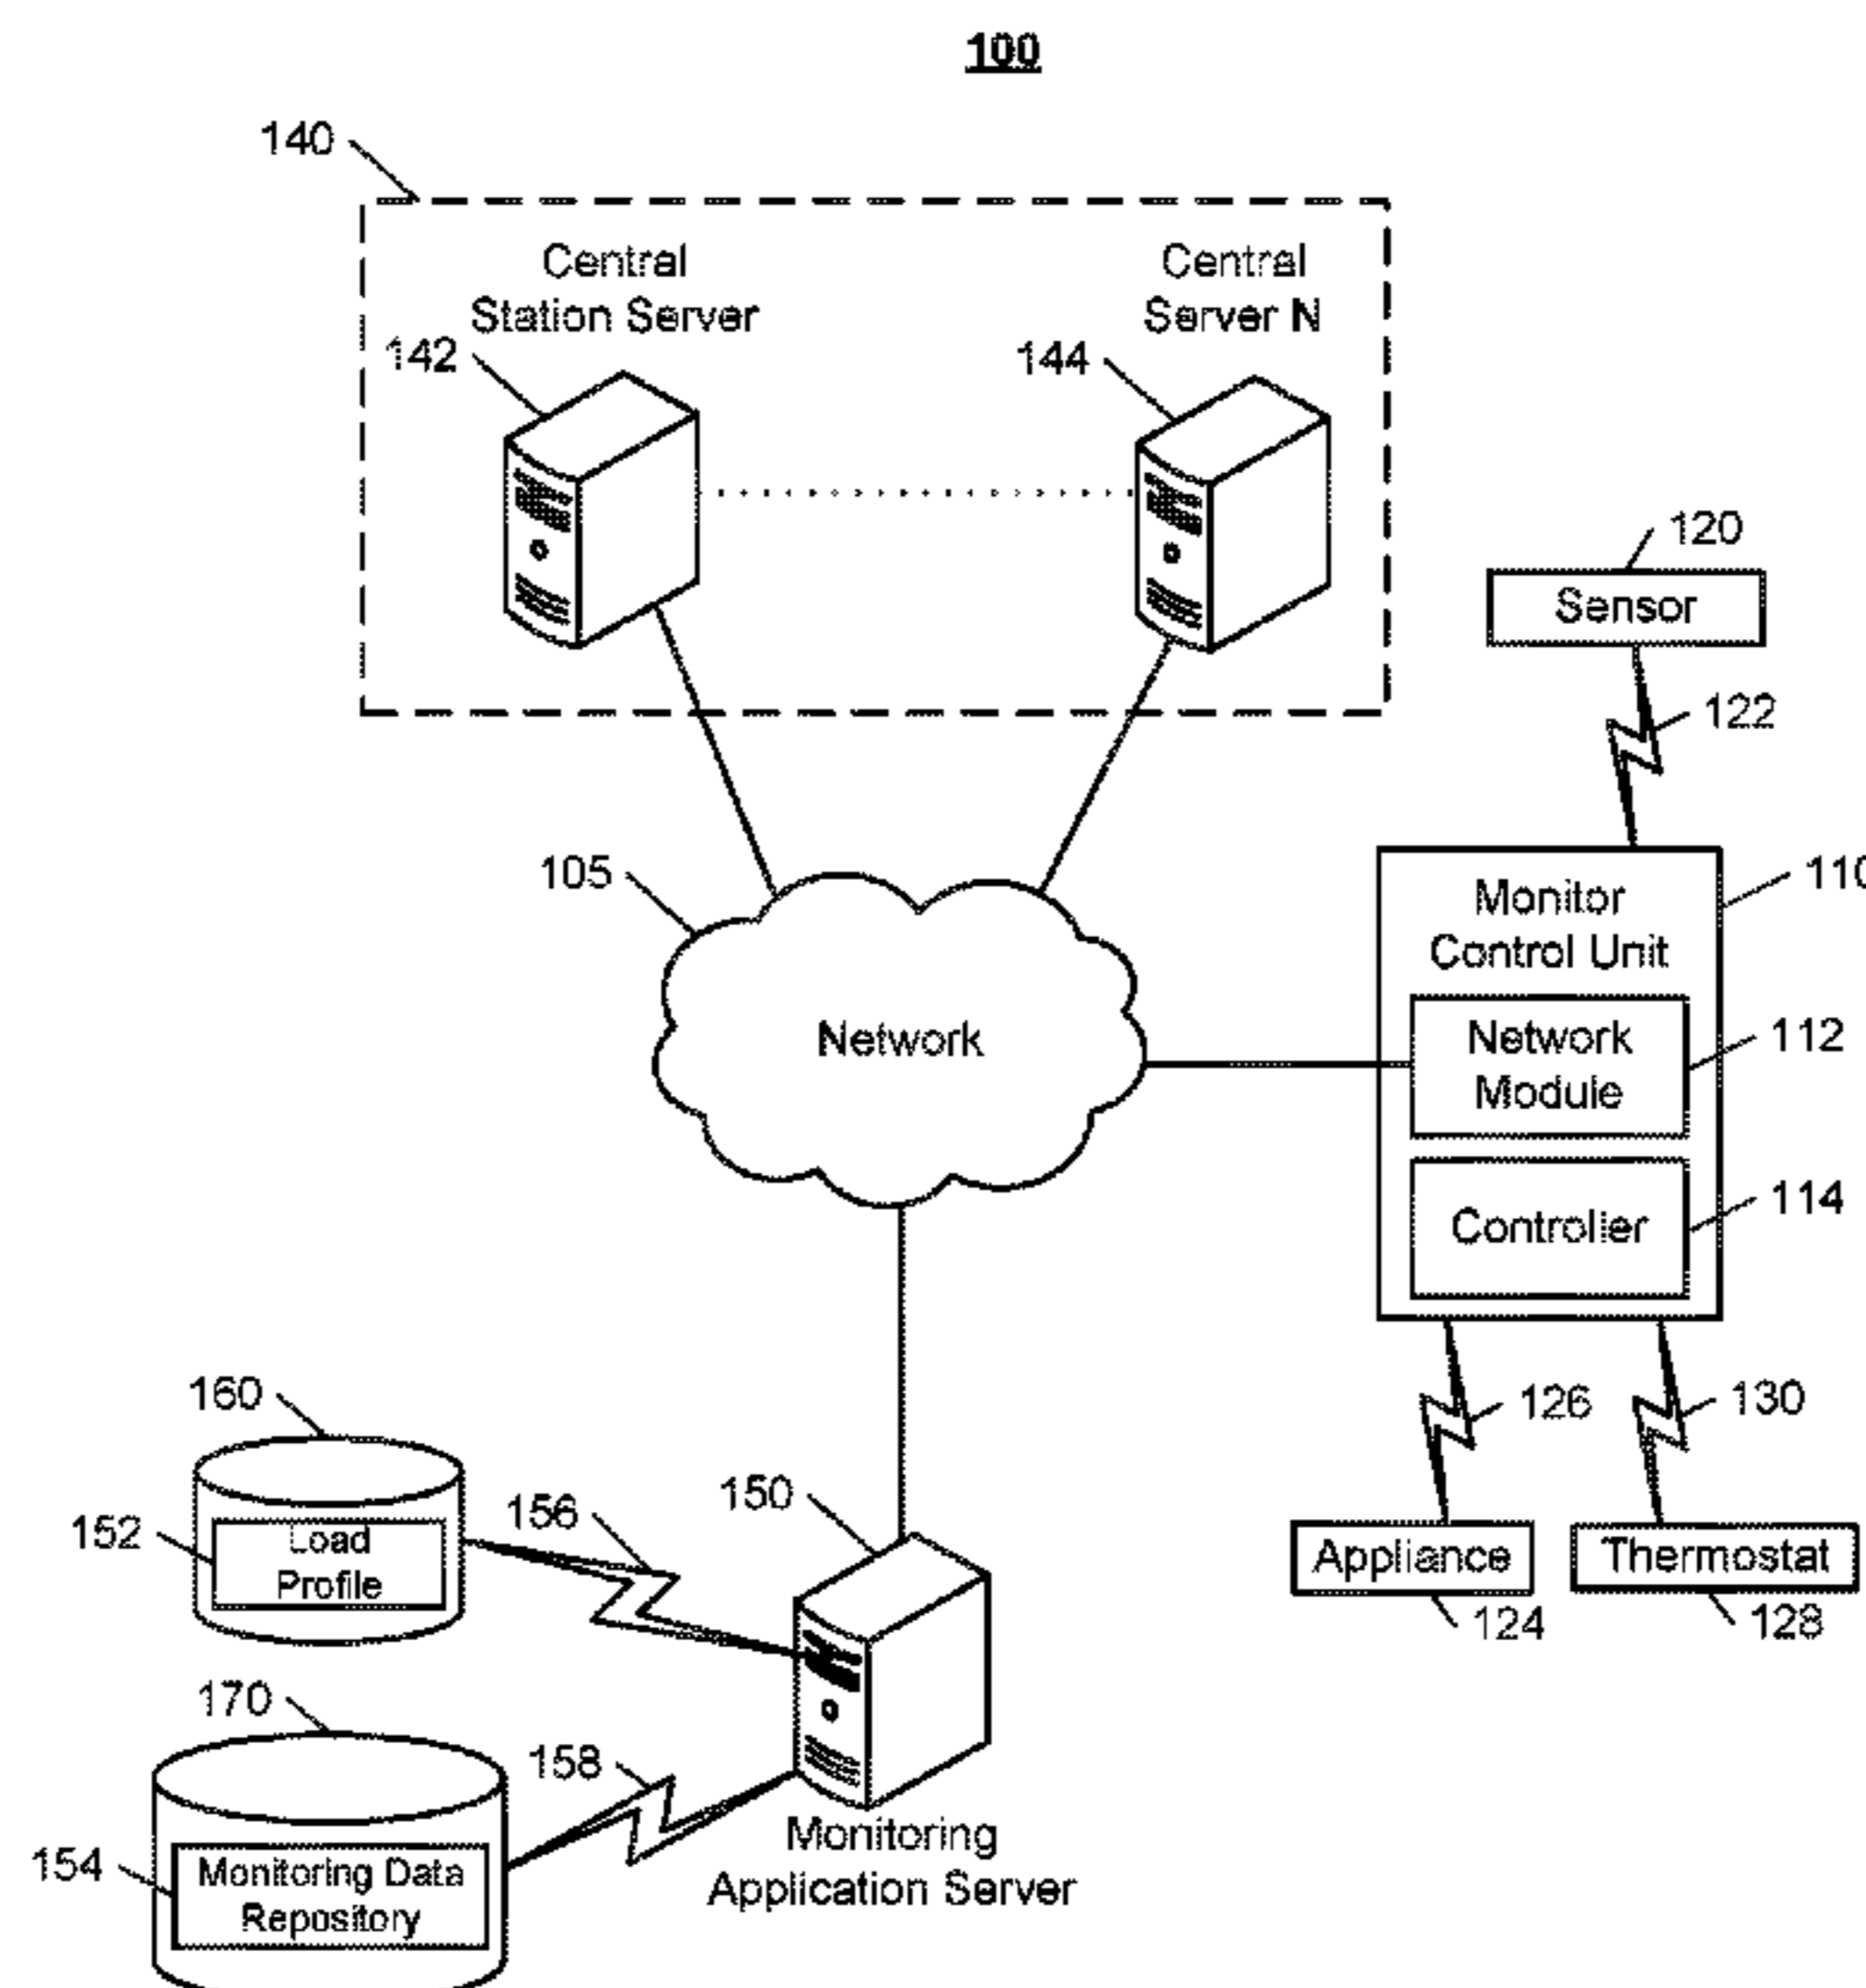 100
140
Central
Station Server
142
Central
Server N
144
120
Sensor
122
105
Network
110
Monitor
Control Unit
Network
Module
112
Controller
114
126
130
Appliance
124
Thermostat
128
160
152
Load
Profile
156
150
170
158
154
Monitoring Data
Repository
Monitoring
Application Server